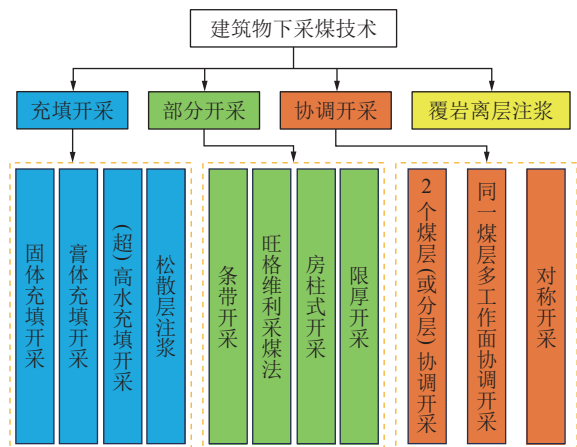 建筑物下采煤技术
充填开采
部分开采
协调开采
覆岩离层注浆
固体充填开采
膏体充填开采
(超)高水充填开采
松散层注浆
条带开采
旺格维利采煤法
房柱式开采
限厚开采
2个煤层(或分层)协调开采
同一煤层多工作面协调开采
对称开采